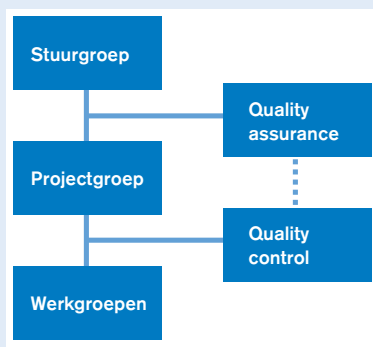 Stuurgroep
Quality
assurance
Projectgroep
Quality
control
Werkgroepen